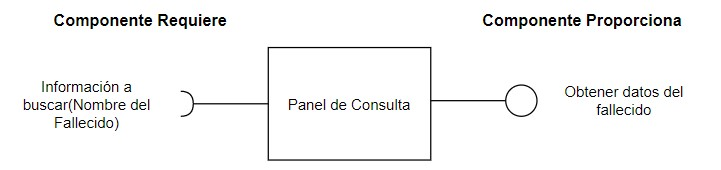 Componente Requiere
Componente Proporciona
Información a
buscar(Nombre del
Fallecido)
Panel de Consulta
Obtener datos del
fallecido